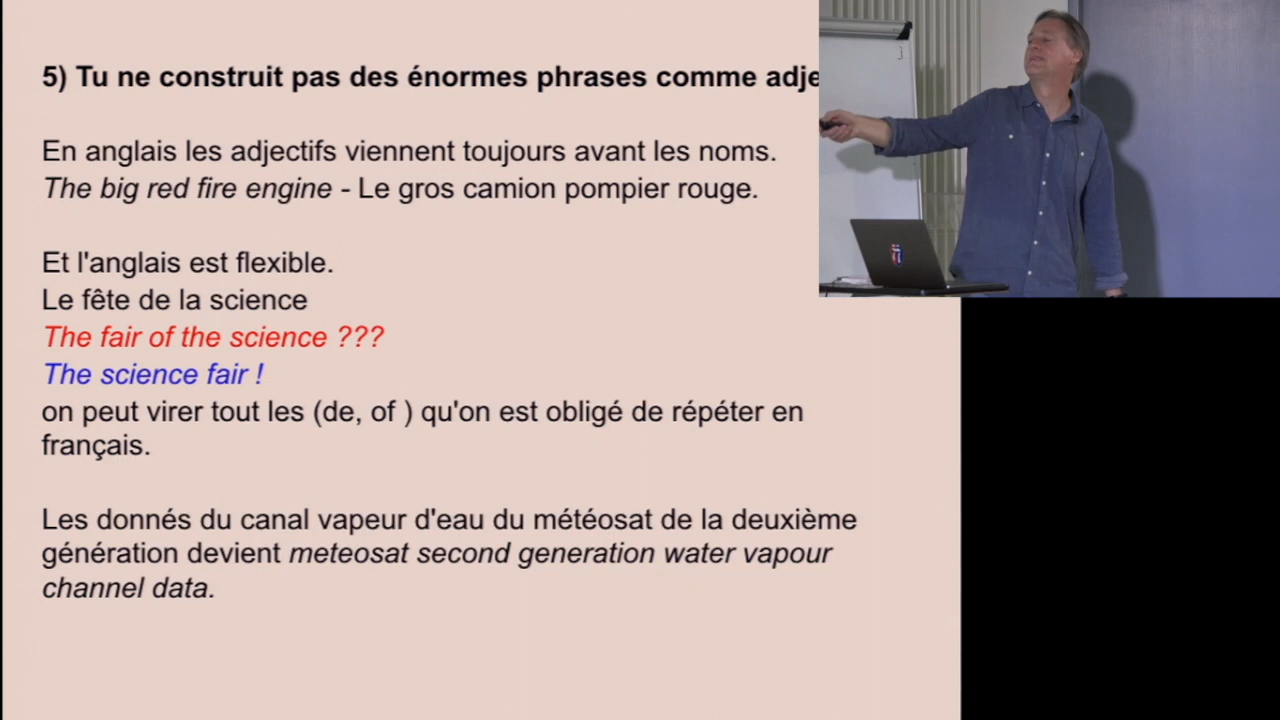 5) Tu ne construit pas des énormes phrases comme
En anglais les adjectifs viennent toujours avant les noms.
The big red fire engine - Le gros camion pompier rouge.
Et l'anglais est flexible.
Le fête de la science
The fair of the science ???
The science fair !
on peut virer tout les (de, of ) qu'on est obligé de répéter en
français.
Les donnés du canal vapeur d'eau du météosat de la deuxième
génération devient meteosat second generation water vapour
channel data.